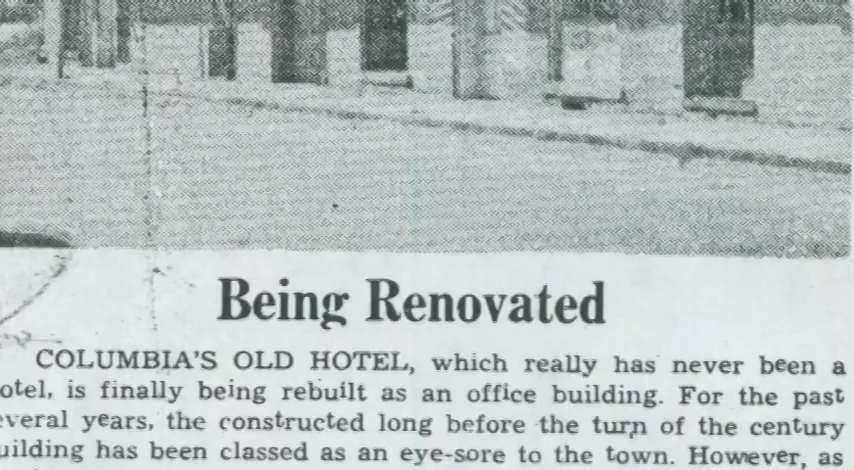 Being Renovated
COLUMBIA'S OLD HOTEL, which really has never been a
otel, is finally being rebuilt as an office building. For the past
everal years, the constructed long before the turn of the century
uilding has been classed as an eye-sore to the town. However, as